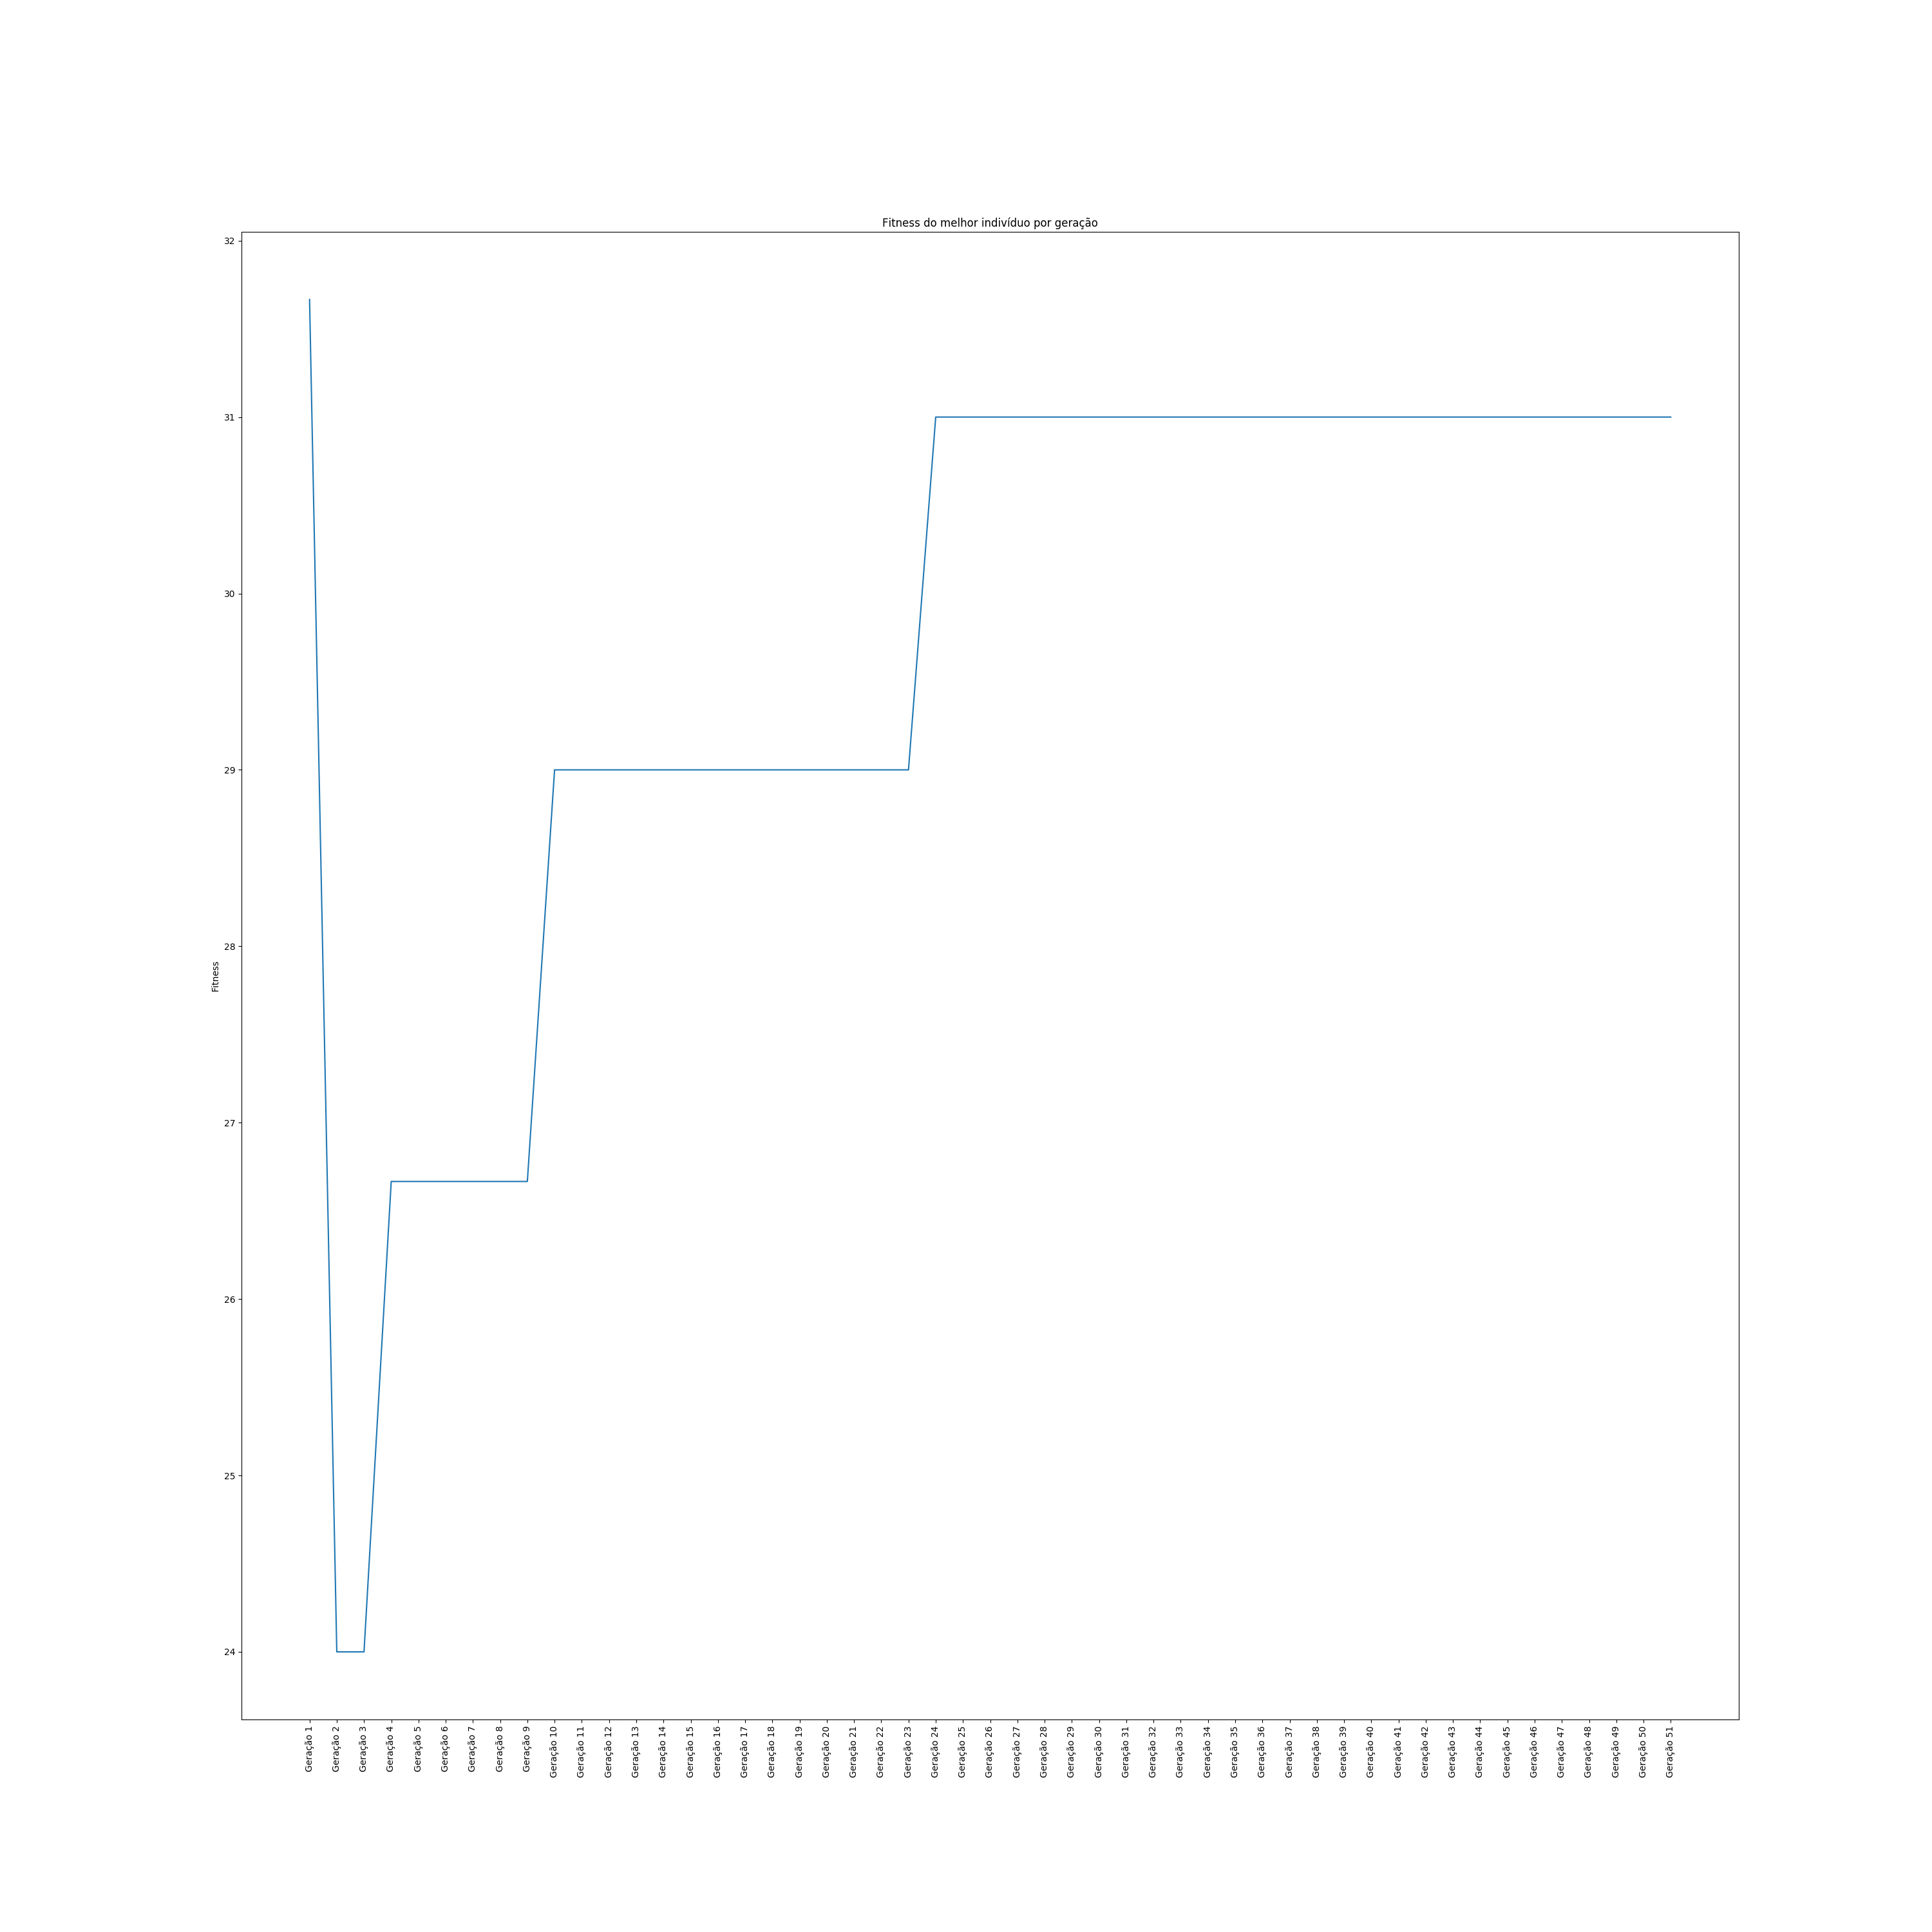 Fitness do melhor indivíduo por geração
32
31
30
29
28
27
26
25
24
Fitness
Geração 1
Geração 2
Geração 3
Geração 4
Geração 5
Geração 6
Geração 7
Geração 8
Geração 9
Geração 10
Geração 11
Geração 12
Geração 13
Geração 14
Geração 15
Geração 16
Geração 17
Geração 18
Geração 19
Geração 20
Geração 21
Geração 22
Geração 23
Geração 24
Geração 25
Geração 26
Geração 27
Geração 28
Geração 29
Geração 30
Geração 31
Geração 32
Geração 33
Geração 34
Geração 35
Geração 36
Geração 37
Geração 38
Geração 39
Geração 40
Geração 41
Geração 42
Geração 43
Geração 44
Geração 45
Geração 46
Geração 47
Geração 48
Geração 49
Geração 50
Geração 51